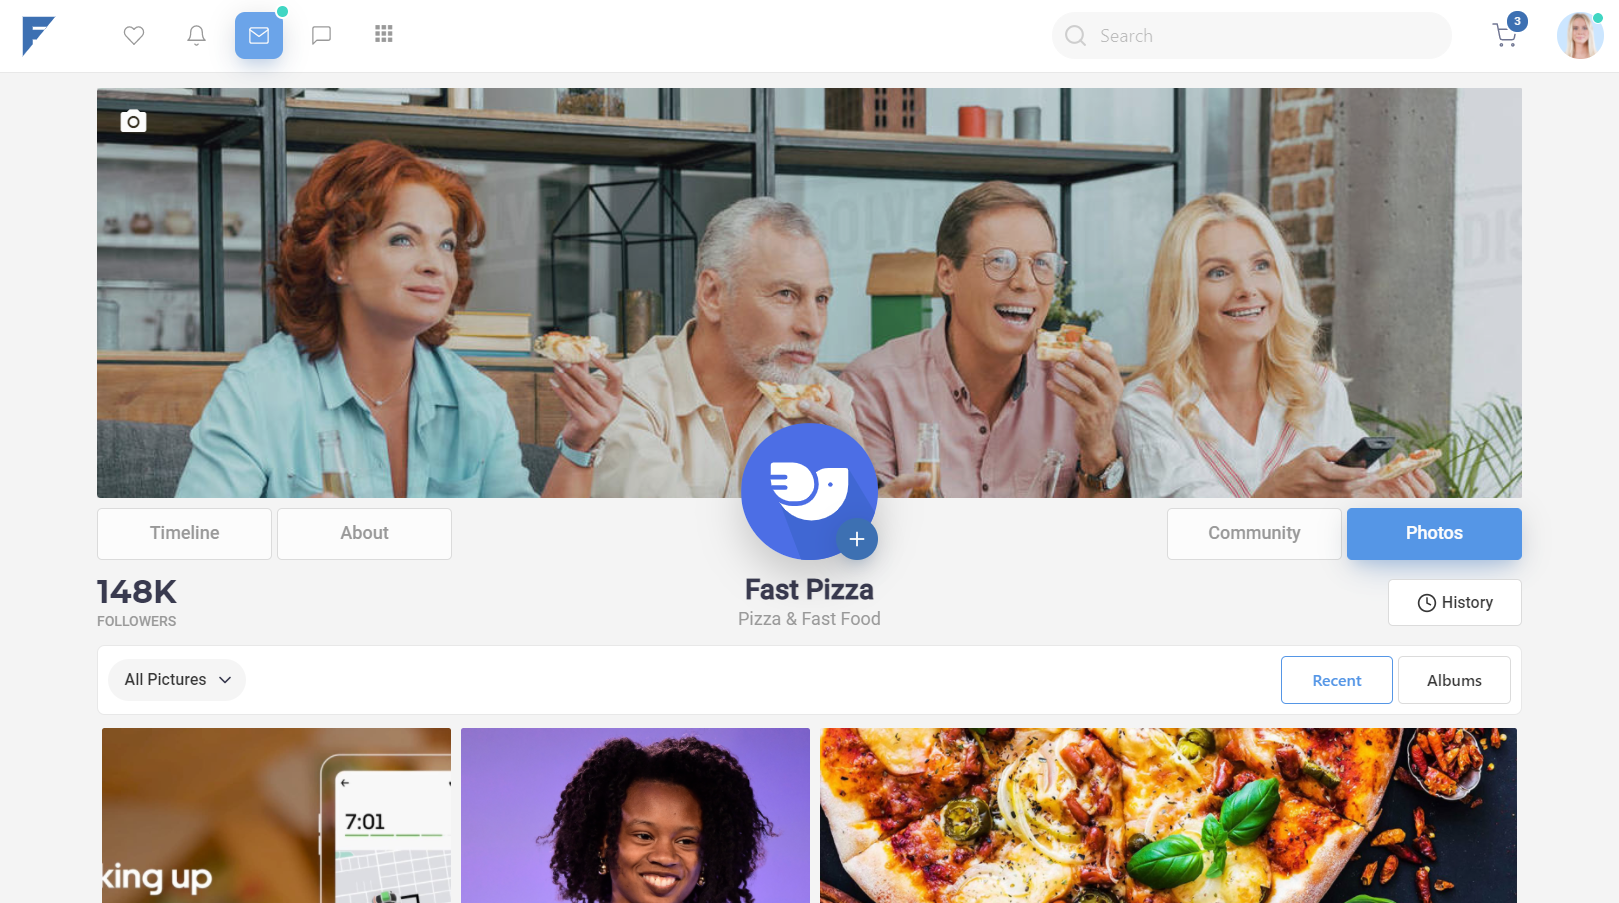 Search
3
Timeline
About
Community
Photos
148K
FOLLOWERS
Fast Pizza
Pizza & Fast Food
History
All Pictures
Recent
Albums
7:01
king up